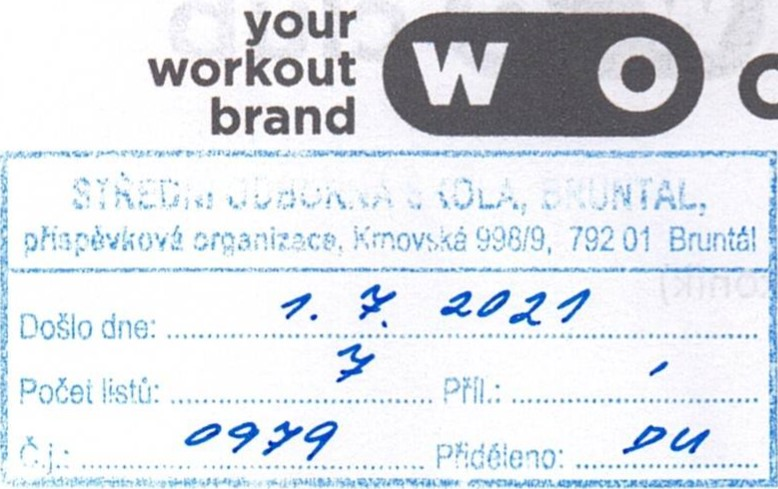 your
workout
brand
W O
STŘEDNÍ ODBORNÁ ŠKOLA, BRUNTÁL,
příspěvková organizace, Krnovská 998/9, 792 01 Bruntál
Došlo dne: 1. 7. 2021
Počet listů: 7 Příl.:
Č.j.: 0979 Přiděleno: DU